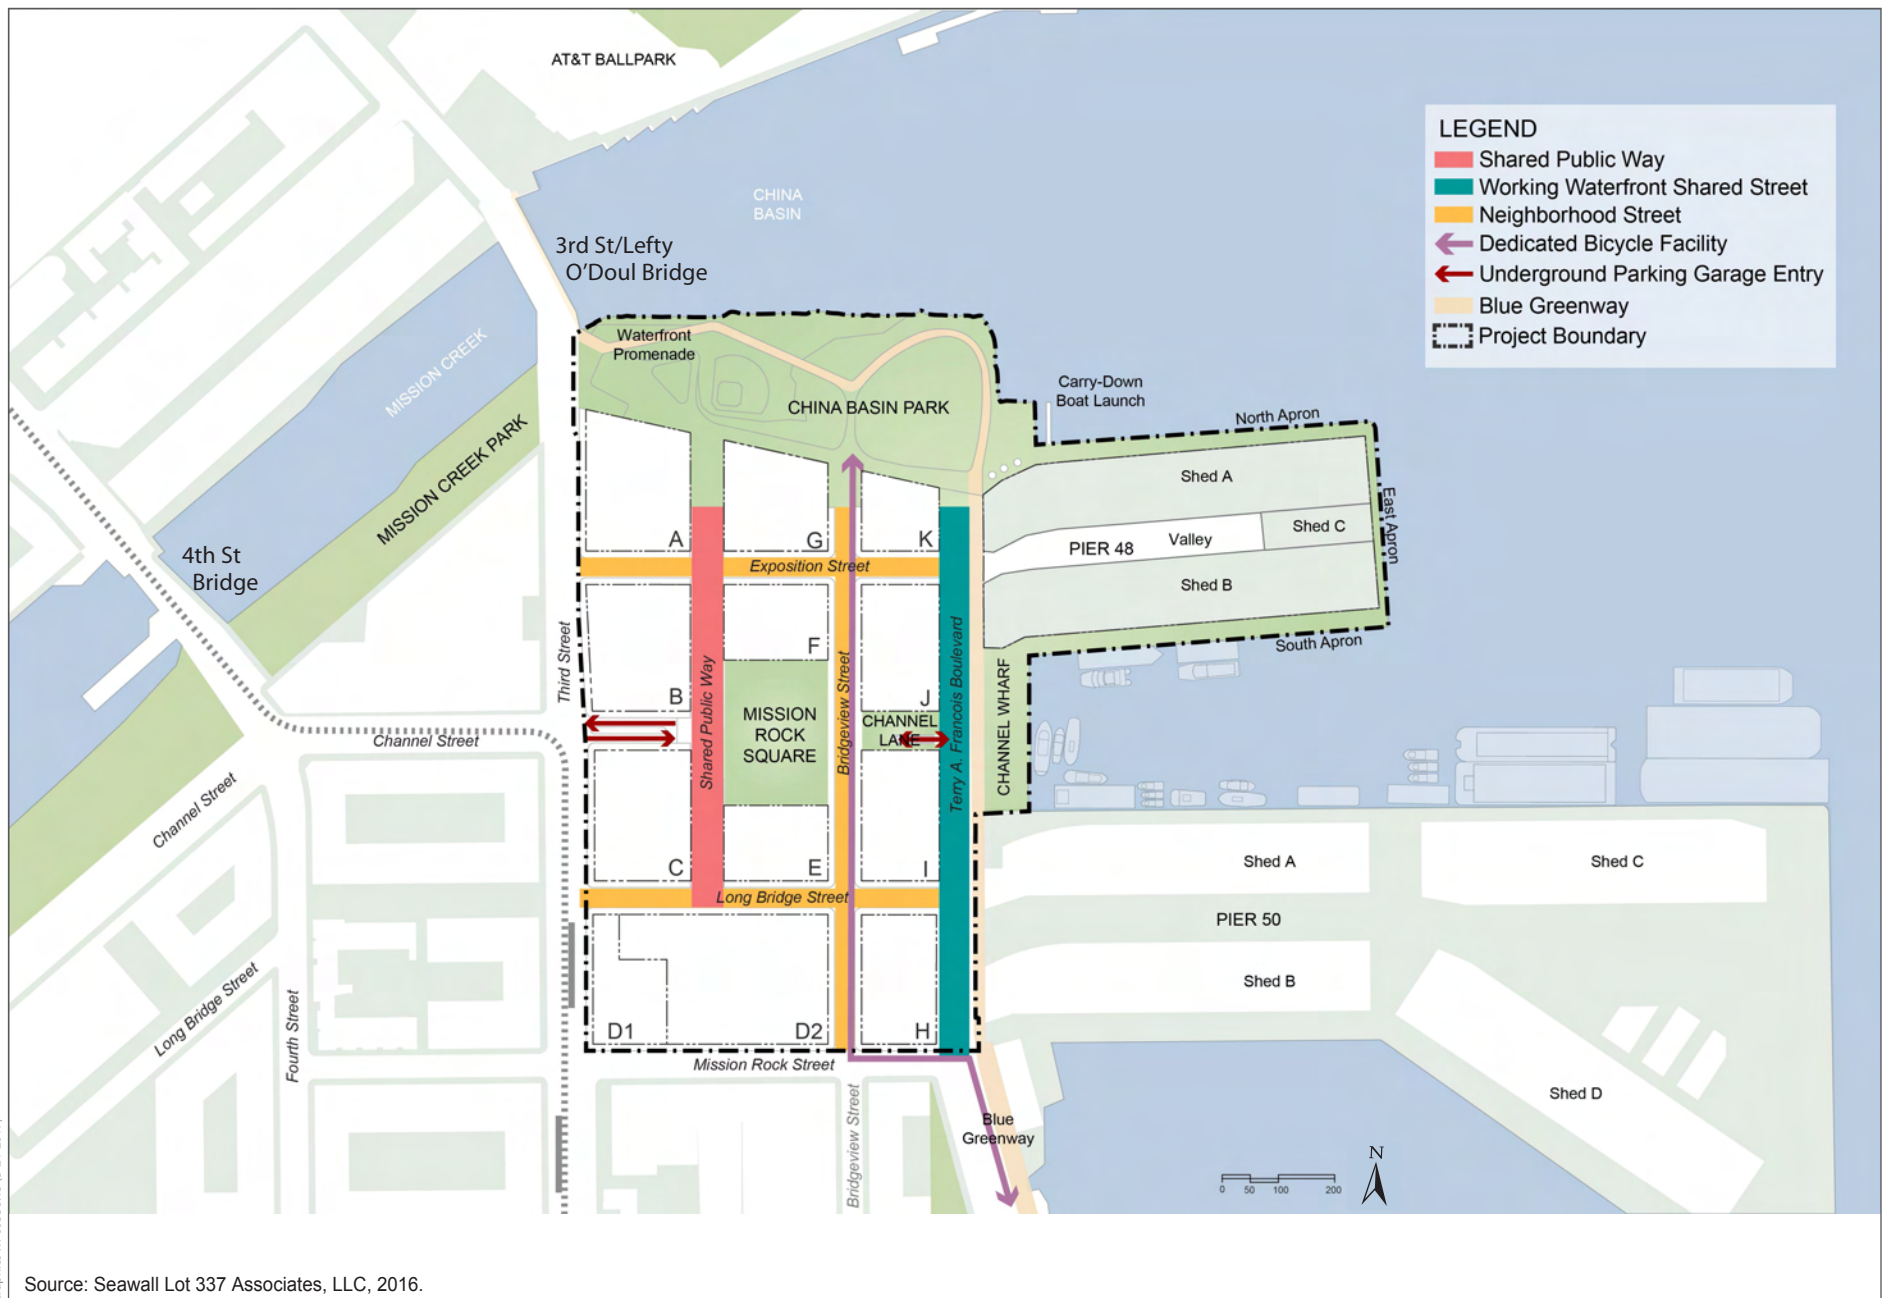 AT&T BALLPARK
LEGEND
Shared Public Way
Working Waterfront Shared Street
Neighborhood Street
Dedicated Bicycle Facility
Underground Parking Garage Entry
Blue Greenway
Project Boundary
CHINA
BASIN
3rd St/Lefty
O'Doul Bridge
MISSION CREEK
MISSION CREEK PARK
4th St
Bridge
Waterfront
Promenade
CHINA BASIN PARK
Carry-Down
Boat Launch
North Apron
East Apron
South Apron
Shed A
Shed C
PIER 48
Valley
Shed B
A
G
K
Exposition Street
Third Street
B
F
J
Shared Public Way
MISSION
ROCK
SQUARE
Bridgeview Street
CHANNEL
LANE
Terry A. Francois Boulevard
CHANNEL WHARF
Channel Street
Channel Street
C
E
I
Long Bridge Street
Long Bridge Street
Fourth Street
D1
D2
H
Mission Rock Street
Bridgeview Street
Blue
Greenway
Shed A
Shed C
PIER 50
Shed B
Shed D
N
0 50 100 200
Source: Seawall Lot 337 Associates, LLC, 2016.